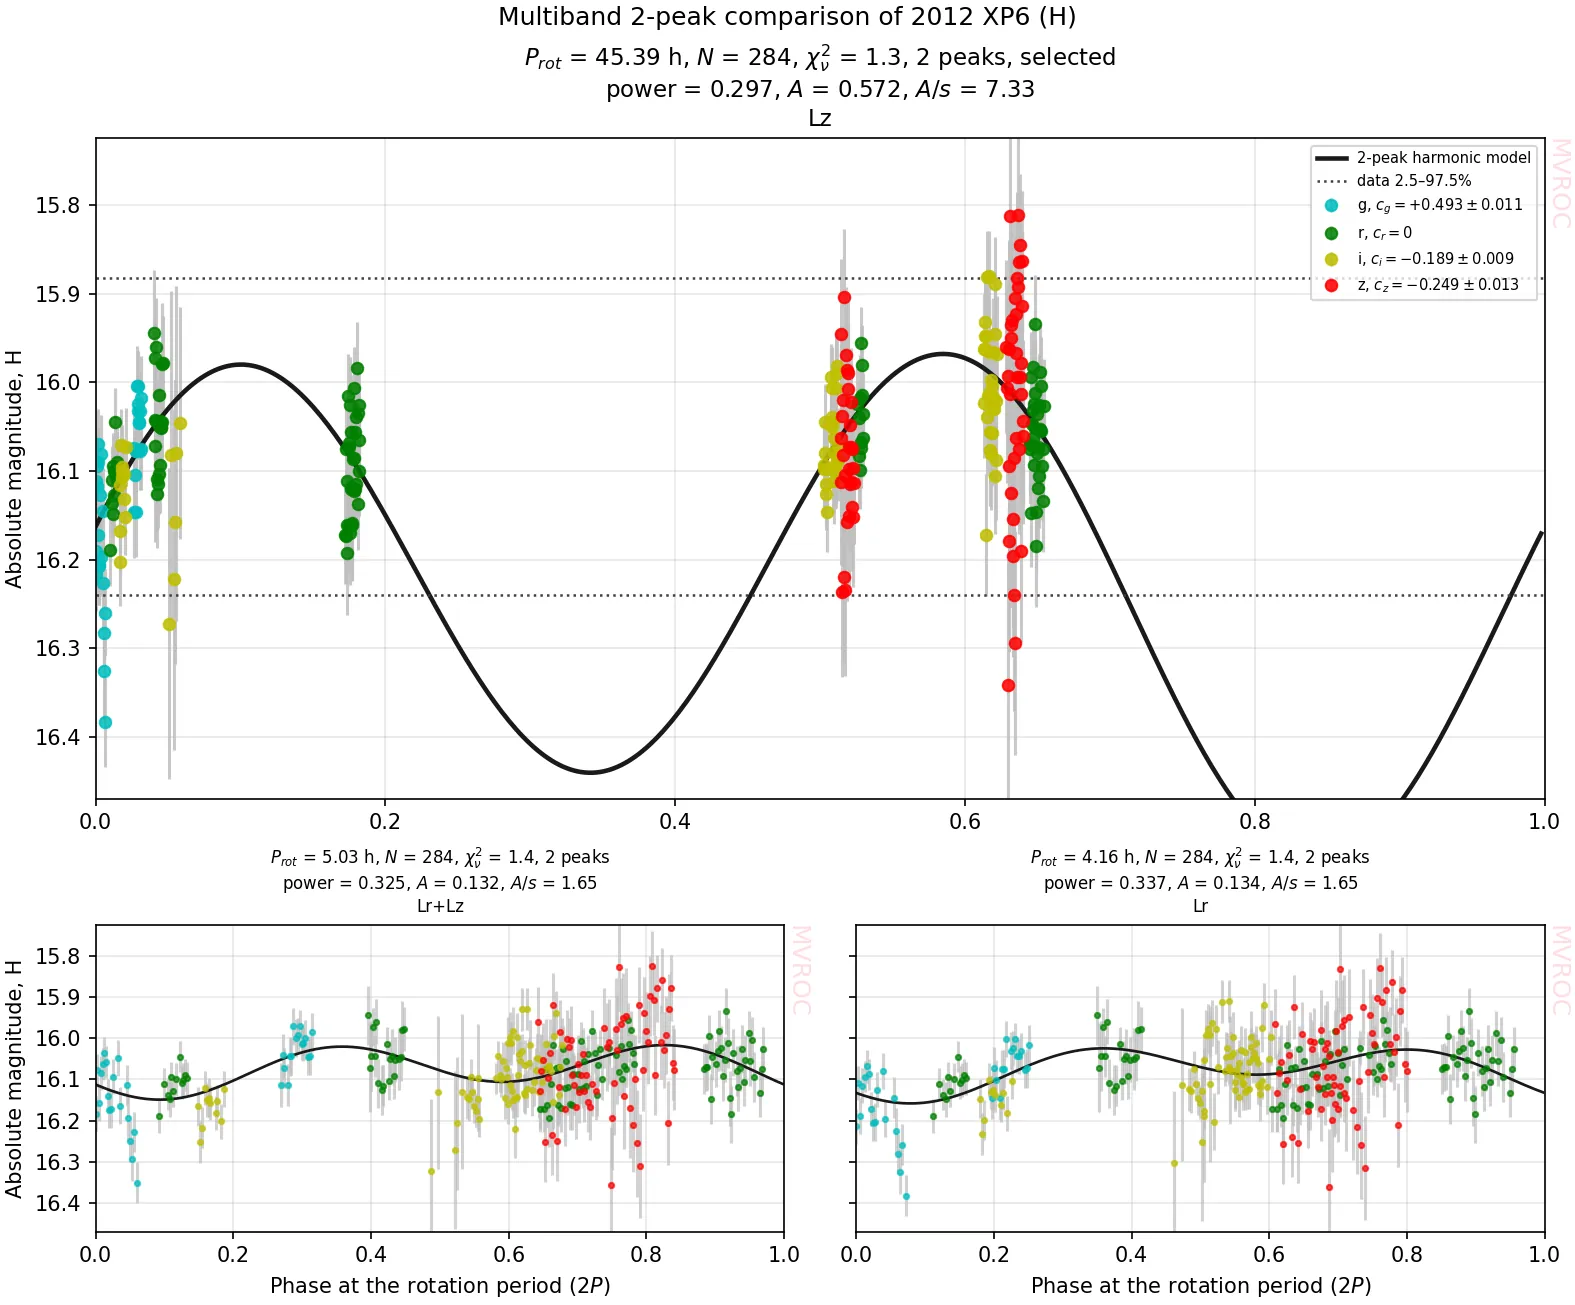 Multiband 2-peak comparison of 2012 XP6 (H)
P_rot = 45.39 h, N = 284, χ²_ν = 1.3, 2 peaks, selected
power = 0.297, A = 0.572, A/s = 7.33
Lz
MVROC
2-peak harmonic model
data 2.5–97.5%
g, c_g = +0.493 ± 0.011
r, c_r = 0
i, c_i = −0.189 ± 0.009
z, c_z = −0.249 ± 0.013
Absolute magnitude, H
15.8
15.9
16.0
16.1
16.2
16.3
16.4
0.0 0.2 0.4 0.6 0.8 1.0
P_rot = 5.03 h, N = 284, χ²_ν = 1.4, 2 peaks
power = 0.325, A = 0.132, A/s = 1.65
Lr+Lz
MVROC
Absolute magnitude, H
15.8
15.9
16.0
16.1
16.2
16.3
16.4
0.0 0.2 0.4 0.6 0.8 1.0
Phase at the rotation period (2P)
P_rot = 4.16 h, N = 284, χ²_ν = 1.4, 2 peaks
power = 0.337, A = 0.134, A/s = 1.65
Lr
MVROC
0.0 0.2 0.4 0.6 0.8 1.0
Phase at the rotation period (2P)